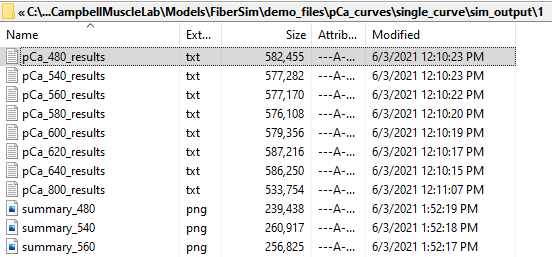 C:\...CampbellMuscleLab\Models\FiberSim\demo_files\pCa_curves\single_curve\sim_output\1
Name Ext... Size Attrib... Modified
pCa_480_results txt 582,455 ---A-... 6/3/2021 12:10:23 PM
pCa_540_results txt 577,282 ---A-... 6/3/2021 12:10:23 PM
pCa_560_results txt 577,170 ---A-... 6/3/2021 12:10:22 PM
pCa_580_results txt 576,108 ---A-... 6/3/2021 12:10:20 PM
pCa_600_results txt 579,356 ---A-... 6/3/2021 12:10:19 PM
pCa_620_results txt 587,216 ---A-... 6/3/2021 12:10:17 PM
pCa_640_results txt 586,250 ---A-... 6/3/2021 12:10:15 PM
pCa_800_results txt 533,754 ---A-... 6/3/2021 12:11:07 PM
summary_480 png 239,438 ---A-... 6/3/2021 1:52:19 PM
summary_540 png 260,917 ---A-... 6/3/2021 1:52:18 PM
summary_560 png 256,825 ---A-... 6/3/2021 1:52:17 PM